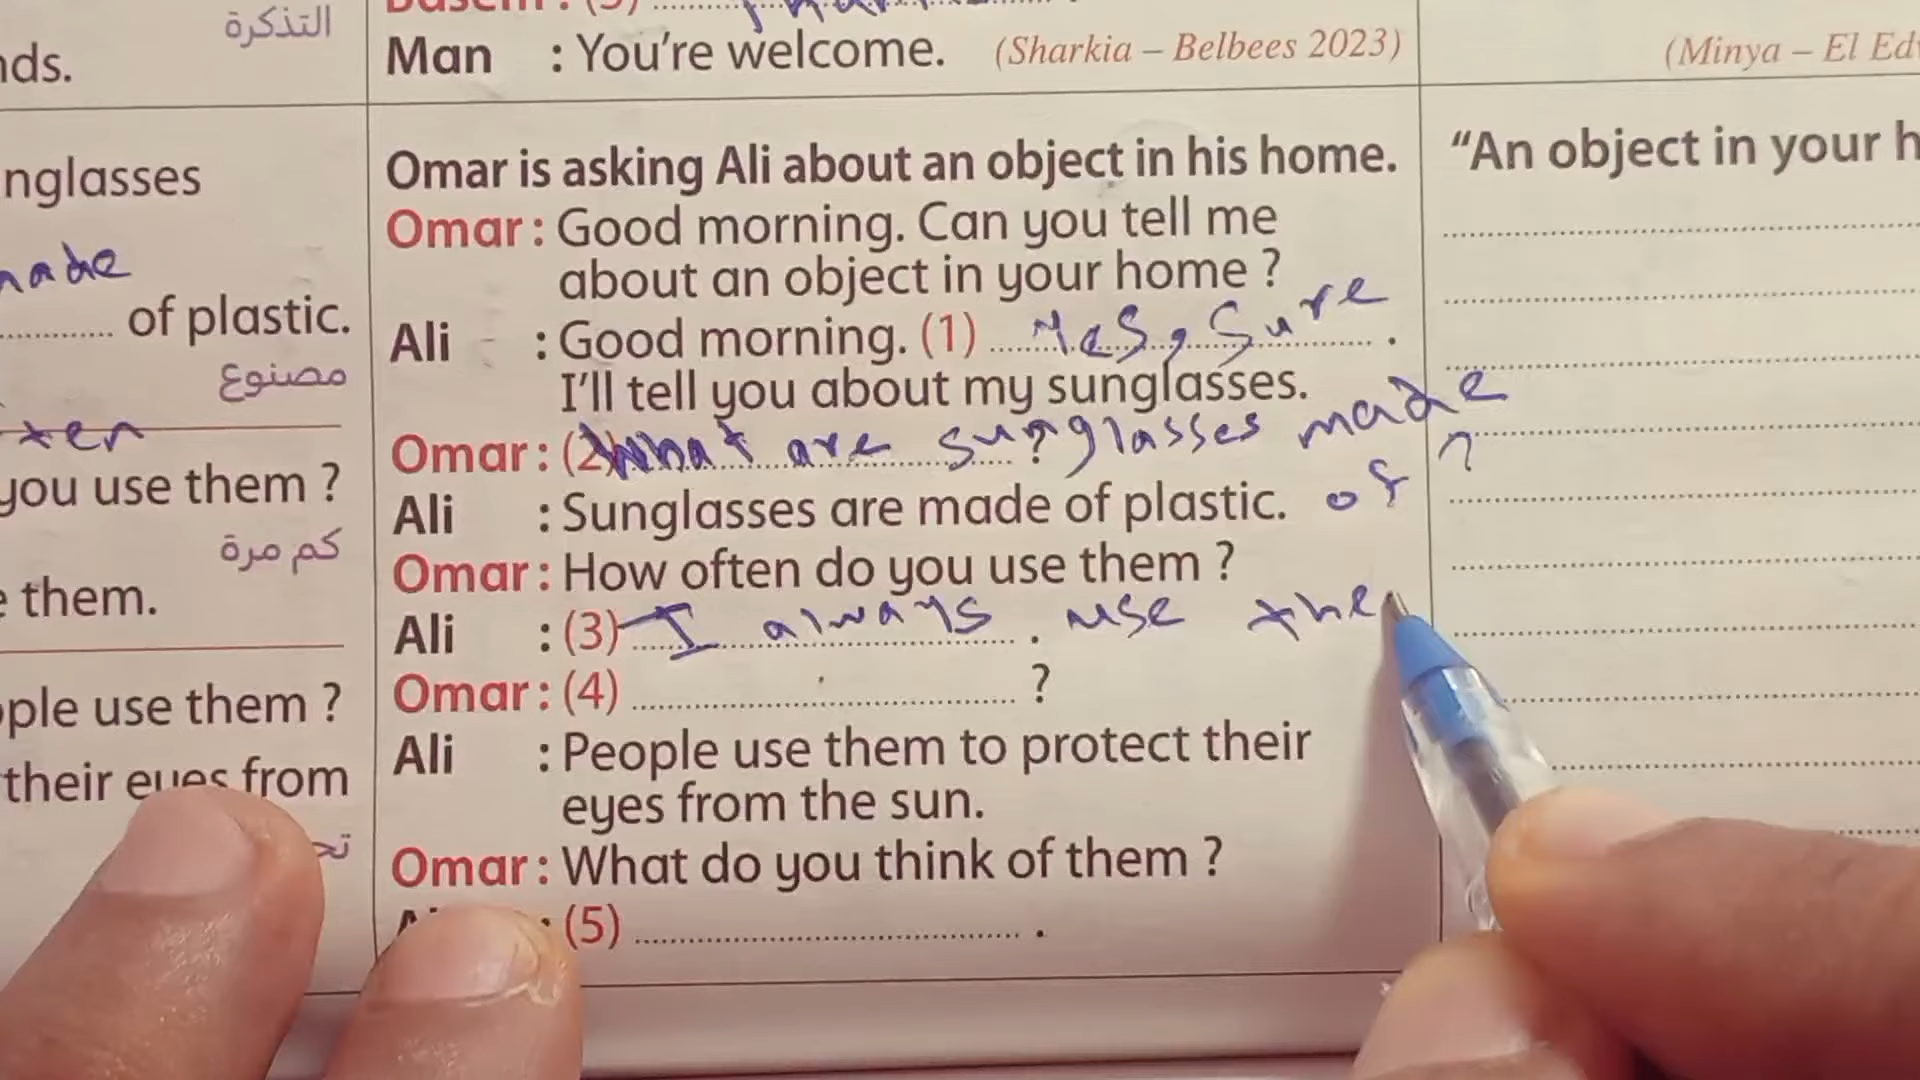 التذكرة
nds.
Man : You're welcome. (Sharkia – Belbees 2023)
(Minya – El Ed
nglasses
made
of plastic.
مصنوع
ten
you use them ?
كم مرة
e them.
ople use them ?
their eyes from
Omar is asking Ali about an object in his home.
Omar : Good morning. Can you tell me
about an object in your home ?
Ali : Good morning. (1) Yes, Sure .
I'll tell you about my sunglasses.
Omar : (2) What are sunglasses made
of ?
Ali : Sunglasses are made of plastic.
Omar : How often do you use them ?
Ali : (3) I always use the
Omar : (4) ?
Ali : People use them to protect their
eyes from the sun.
Omar : What do you think of them ?
: (5) .
"An object in your h